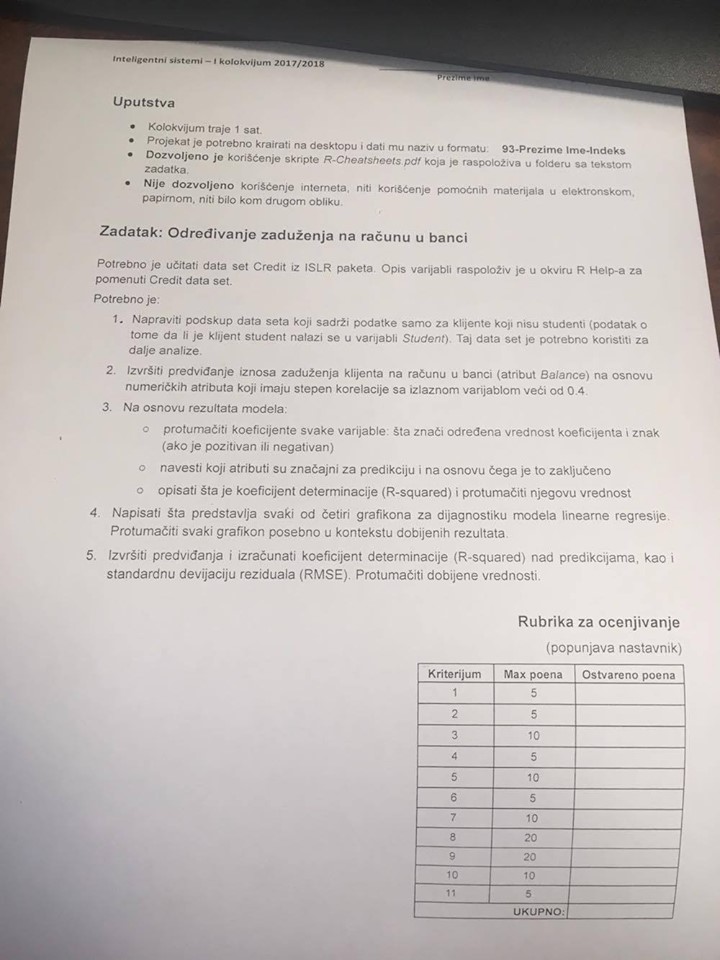 Inteligentni sistemi – I kolokvijum 2017/2018
Prezime Ime
Uputstva
• Kolokvijum traje 1 sat.
• Projekat je potrebno krairati na desktopu i dati mu naziv u formatu: 93-Prezime Ime-Indeks
• Dozvoljeno je korišćenje skripte R-Cheatsheets.pdf koja je raspoloživa u folderu sa tekstom
zadatka.
• Nije dozvoljeno korišćenje interneta, niti korišćenje pomoćnih materijala u elektronskom,
papirnom, niti bilo kom drugom obliku.
Zadatak: Određivanje zaduženja na računu u banci
Potrebno je učitati data set Credit iz ISLR paketa. Opis varijabli raspoloživ je u okviru R Help-a za
pomenuti Credit data set.
Potrebno je:
1. Napraviti podskup data seta koji sadrži podatke samo za klijente koji nisu studenti (podatak o
tome da li je klijent student nalazi se u varijabli Student). Taj data set je potrebno koristiti za
dalje analize.
2. Izvršiti predviđanje iznosa zaduženja klijenta na računu u banci (atribut Balance) na osnovu
numeričkih atributa koji imaju stepen korelacije sa izlaznom varijablom veći od 0.4.
3. Na osnovu rezultata modela:
o protumačiti koeficijente svake varijable: šta znači određena vrednost koeficijenta i znak
(ako je pozitivan ili negativan)
o navesti koji atributi su značajni za predikciju i na osnovu čega je to zaključeno
o opisati šta je koeficijent determinacije (R-squared) i protumačiti njegovu vrednost
4. Napisati šta predstavlja svaki od četiri grafikona za dijagnostiku modela linearne regresije.
Protumačiti svaki grafikon posebno u kontekstu dobijenih rezultata.
5. Izvršiti predviđanja i izračunati koeficijent determinacije (R-squared) nad predikcijama, kao i
standardnu devijaciju reziduala (RMSE). Protumačiti dobijene vrednosti.
Rubrika za ocenjivanje
(popunjava nastavnik)
Kriterijum Max poena Ostvareno poena
1 5
2 5
3 10
4 5
5 10
6 5
7 10
8 20
9 20
10 10
11 5
UKUPNO: